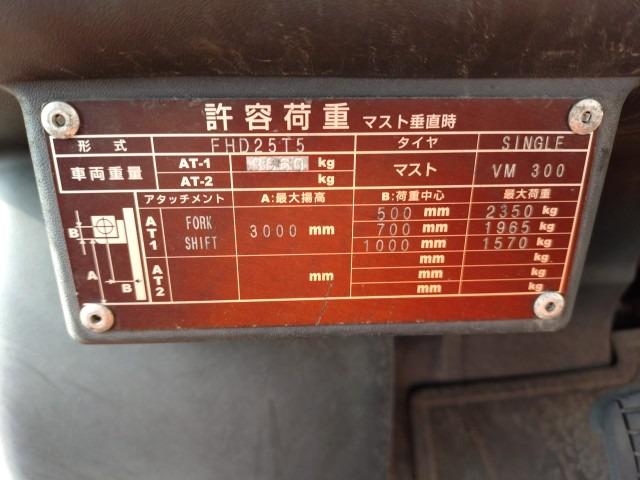 許容荷重 マスト垂直時
形式 FHD25T5 タイヤ SINGLE
車両重量 AT-1 kg マスト VM 300
AT-2 kg
アタッチメント A:最大揚高 B:荷重中心 最大荷重
AT1 FORK SHIFT 3000 mm 500 mm 2350 kg
700 mm 1965 kg
1000 mm 1570 kg
AT2 mm mm kg
mm kg
mm kg
B
A
B